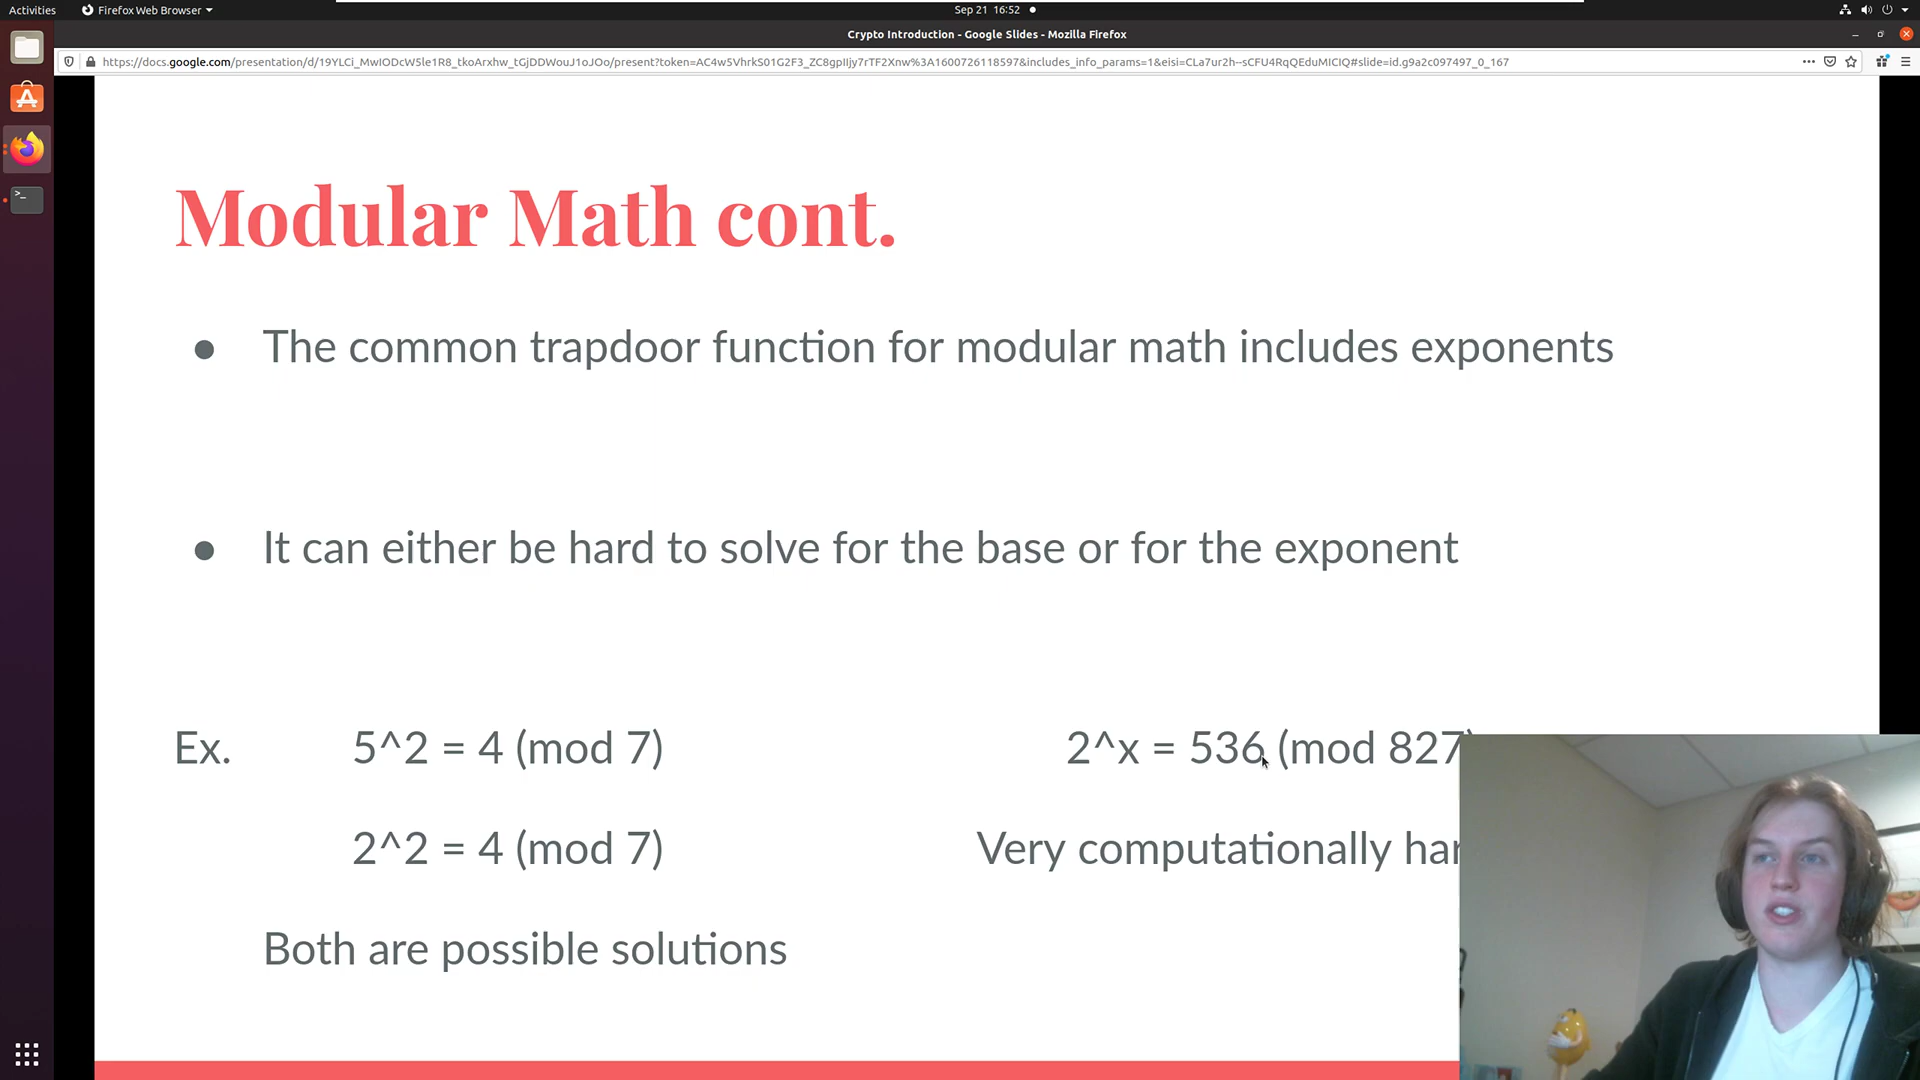 Activities
Firefox Web Browser
Sep 21 16:52
Crypto Introduction - Google Slides - Mozilla Firefox
Modular Math cont.
● The common trapdoor function for modular math includes exponents
● It can either be hard to solve for the base or for the exponent
Ex. 5^2 = 4 (mod 7) 2^x = 536 (mod 827)
2^2 = 4 (mod 7) Very computationally har
Both are possible solutions